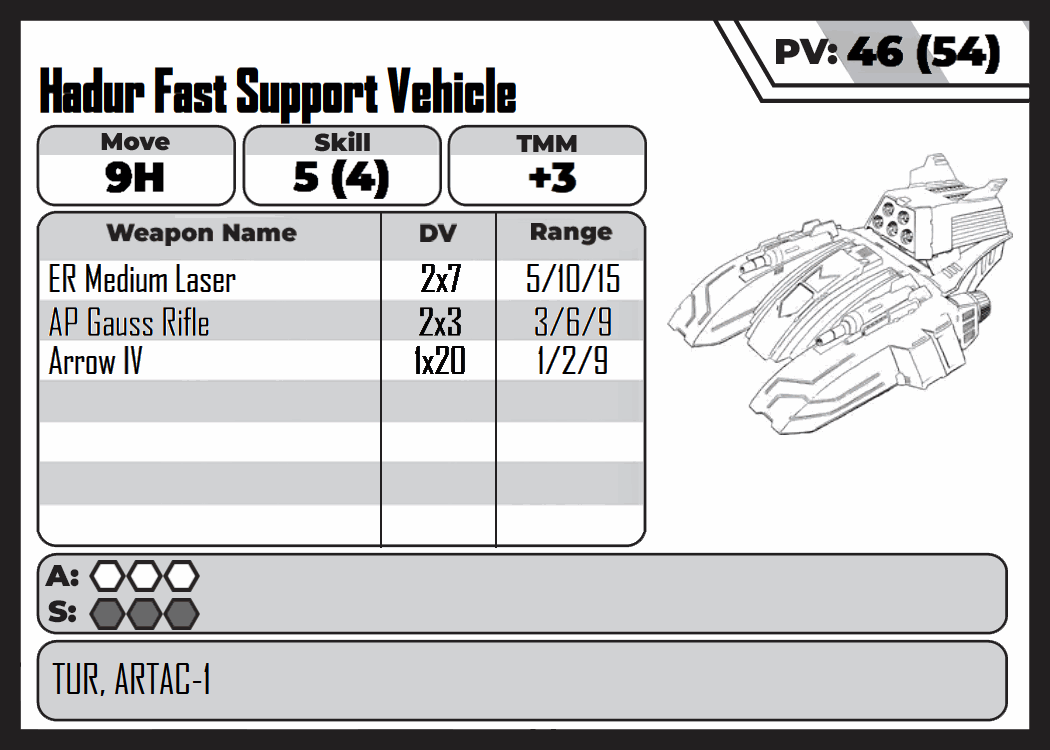 PV: 46 (54)
Hadur Fast Support Vehicle
Move Skill TMM
9H 5 (4) +3
Weapon Name DV Range
ER Medium Laser 2x7 5/10/15
AP Gauss Rifle 2x3 3/6/9
Arrow IV 1x20 1/2/9
A:
S:
TUR, ARTAC-1